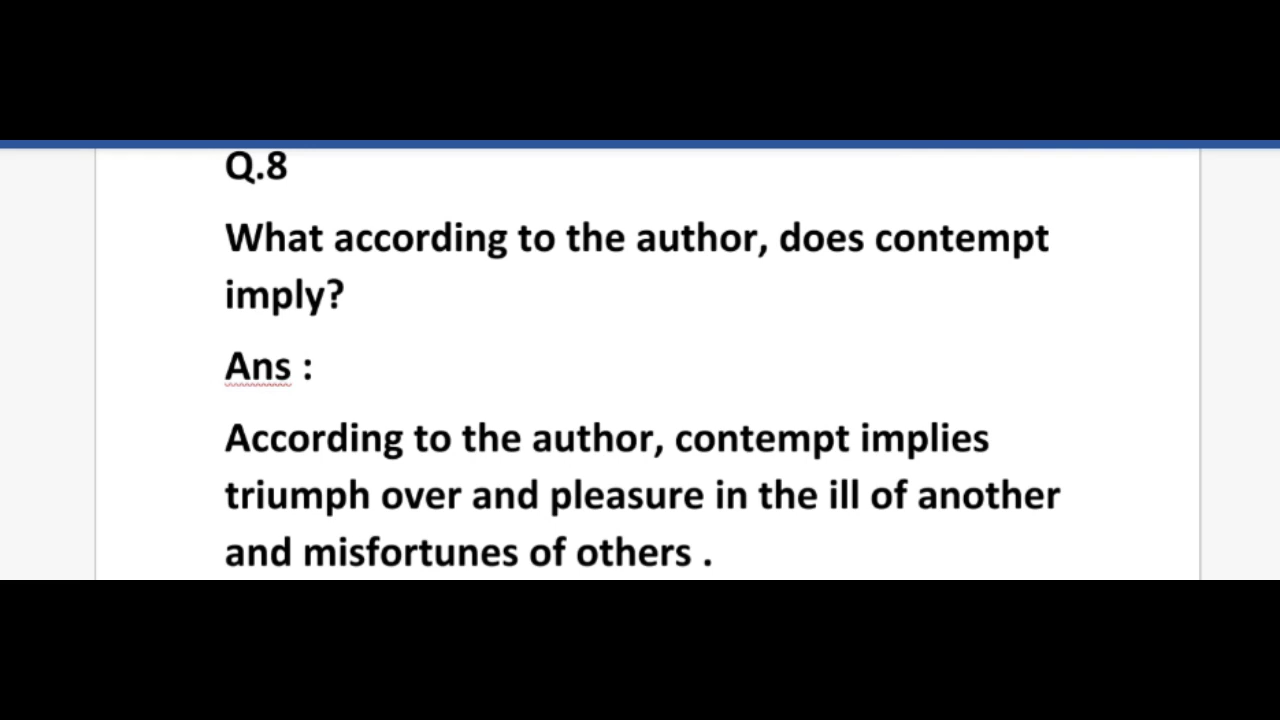 Q.8
What according to the author, does contempt
imply?
Ans :
According to the author, contempt implies
triumph over and pleasure in the ill of another
and misfortunes of others .